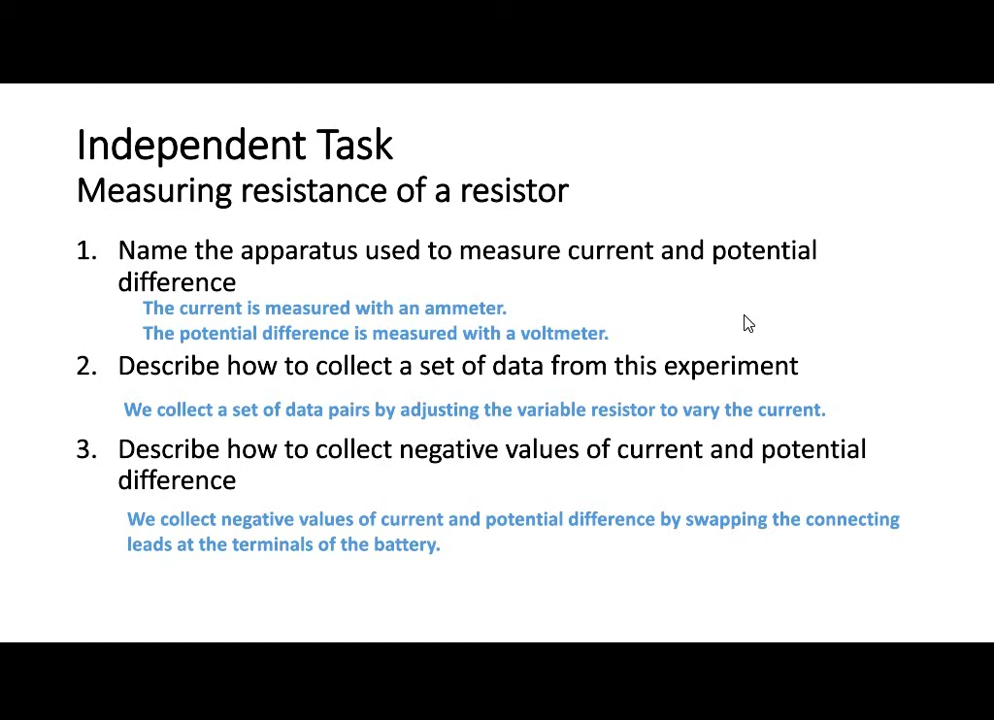 Independent Task
Measuring resistance of a resistor
1. Name the apparatus used to measure current and potential
difference
The current is measured with an ammeter.
The potential difference is measured with a voltmeter.
2. Describe how to collect a set of data from this experiment
We collect a set of data pairs by adjusting the variable resistor to vary the current.
3. Describe how to collect negative values of current and potential
difference
We collect negative values of current and potential difference by swapping the connecting
leads at the terminals of the battery.